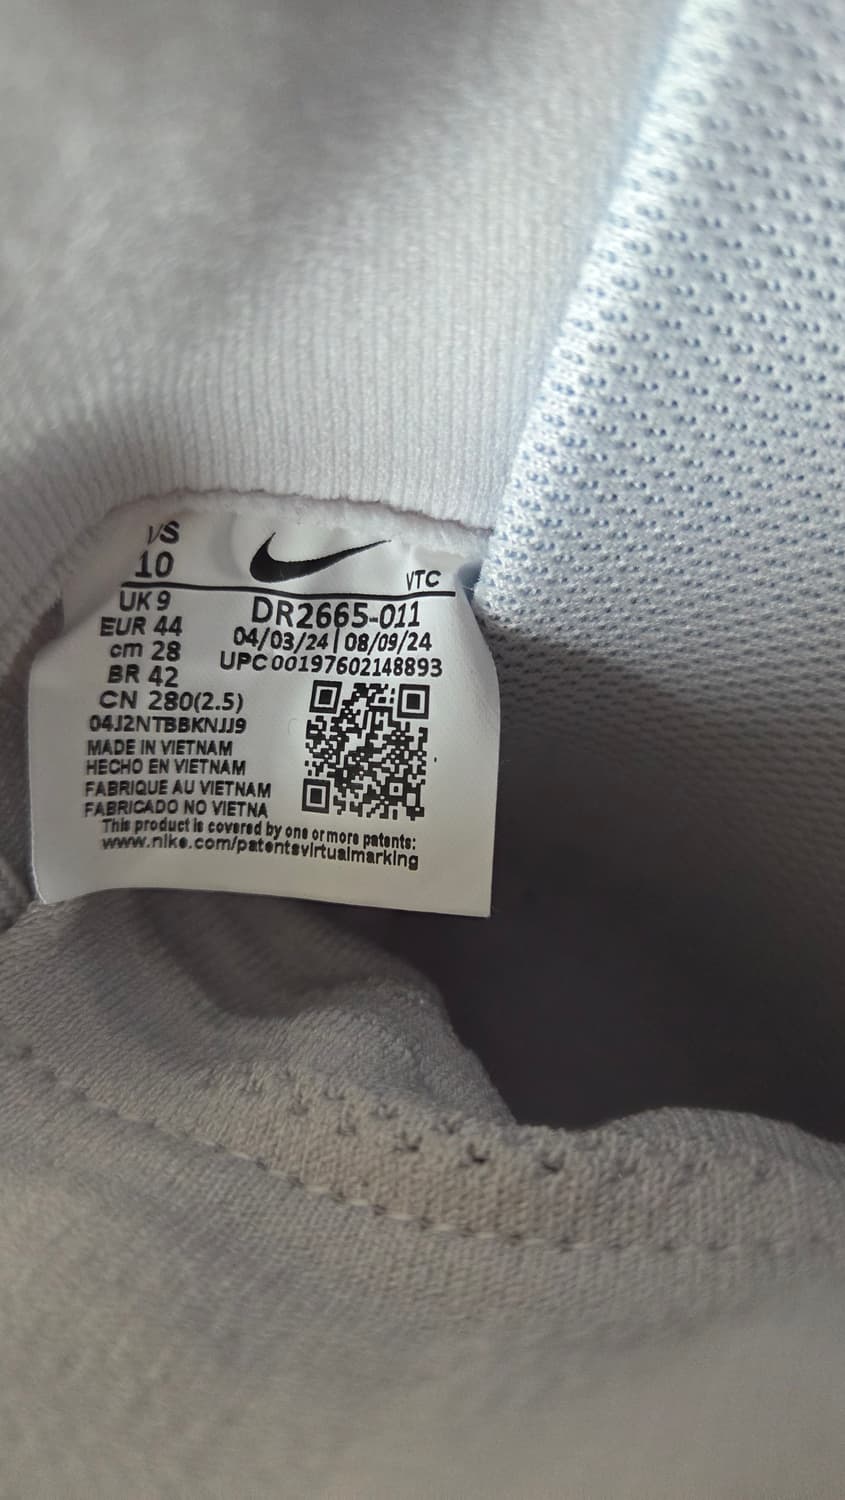 US
10
VTC
UK 9
EUR 44
cm 28
BR 42
CN 280(2.5)
DR2665-011
04/03/24 | 08/09/24
UPC00197602148893
04J2NTBBKNJJ9
MADE IN VIETNAM
HECHO EN VIETNAM
FABRIQUE AU VIETNAM
FABRICADO NO VIETNA
This product is covered by one or more patents:
www.nike.com/patentsvirtualmarking